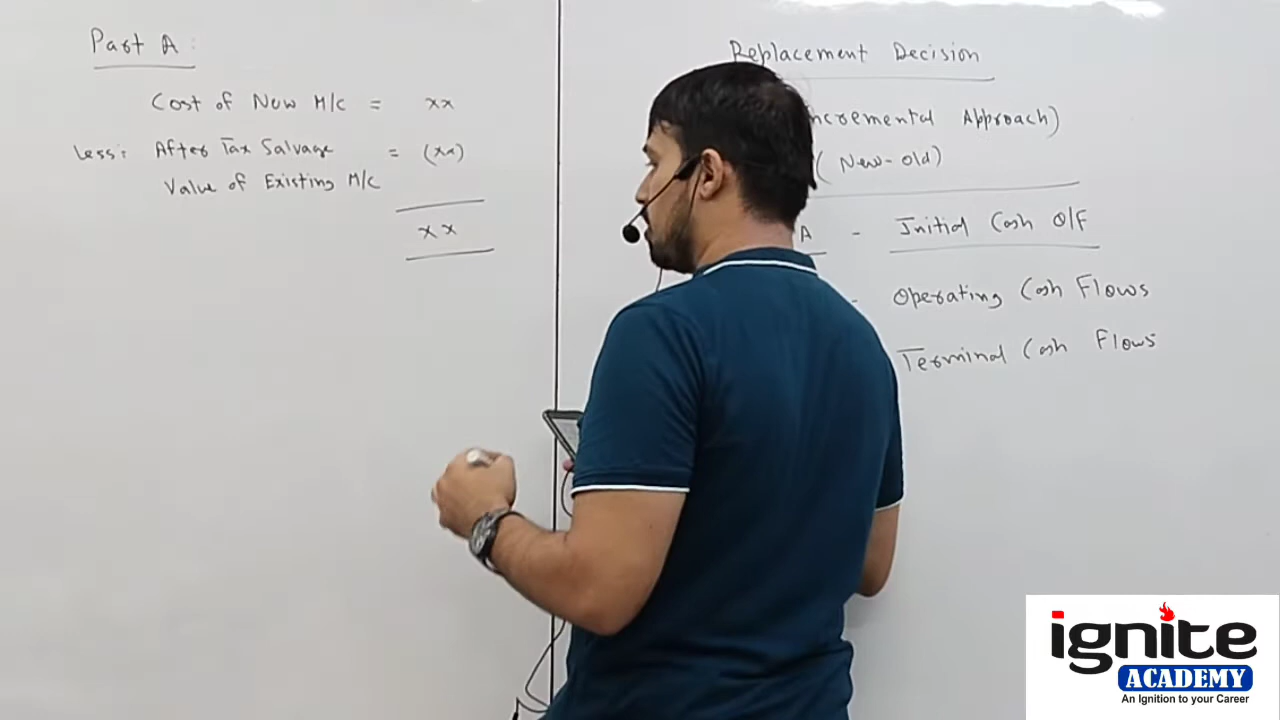 Part A:
Cost of New M/C = xx
Less: After Tax Salvage = (xx)
Value of Existing M/C
xx
Replacement Decision
Incremental Approach)
(New-old)
A - Initial Cash O/F
- Operating Cash Flows
Terminal Cash Flows
ignite
ACADEMY
An Ignition to your Career